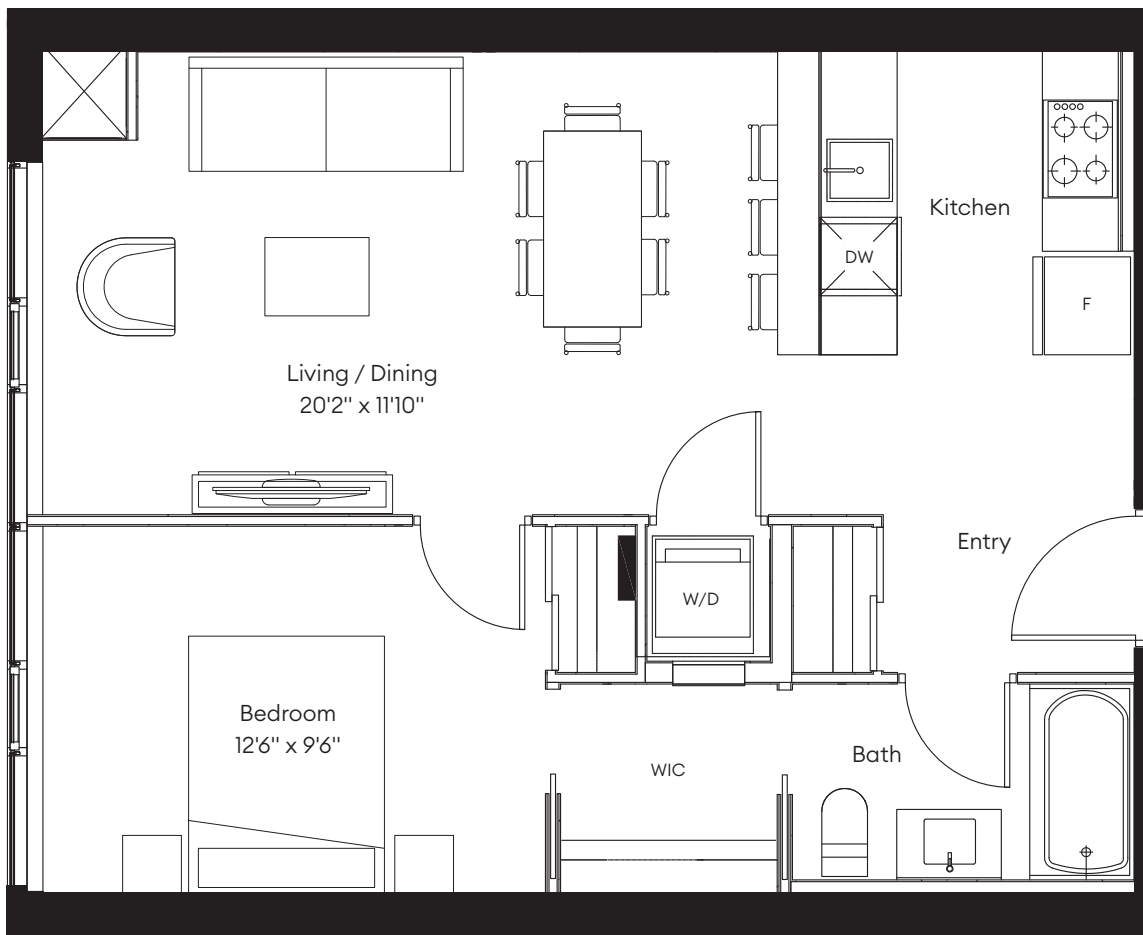 Kitchen
DW
F
Living / Dining
20'2" x 11'10"
Entry
W/D
Bedroom
12'6" x 9'6"
WIC
Bath